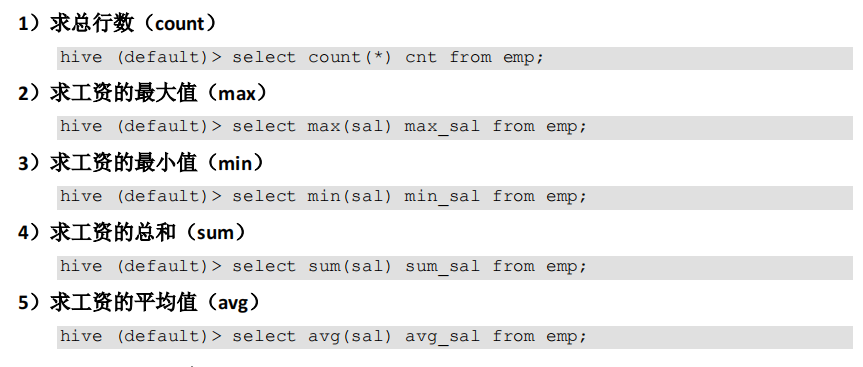 1）求总行数（count）
hive (default)> select count(*) cnt from emp;
2）求工资的最大值（max）
hive (default)> select max(sal) max_sal from emp;
3）求工资的最小值（min）
hive (default)> select min(sal) min_sal from emp;
4）求工资的总和（sum）
hive (default)> select sum(sal) sum_sal from emp;
5）求工资的平均值（avg）
hive (default)> select avg(sal) avg_sal from emp;